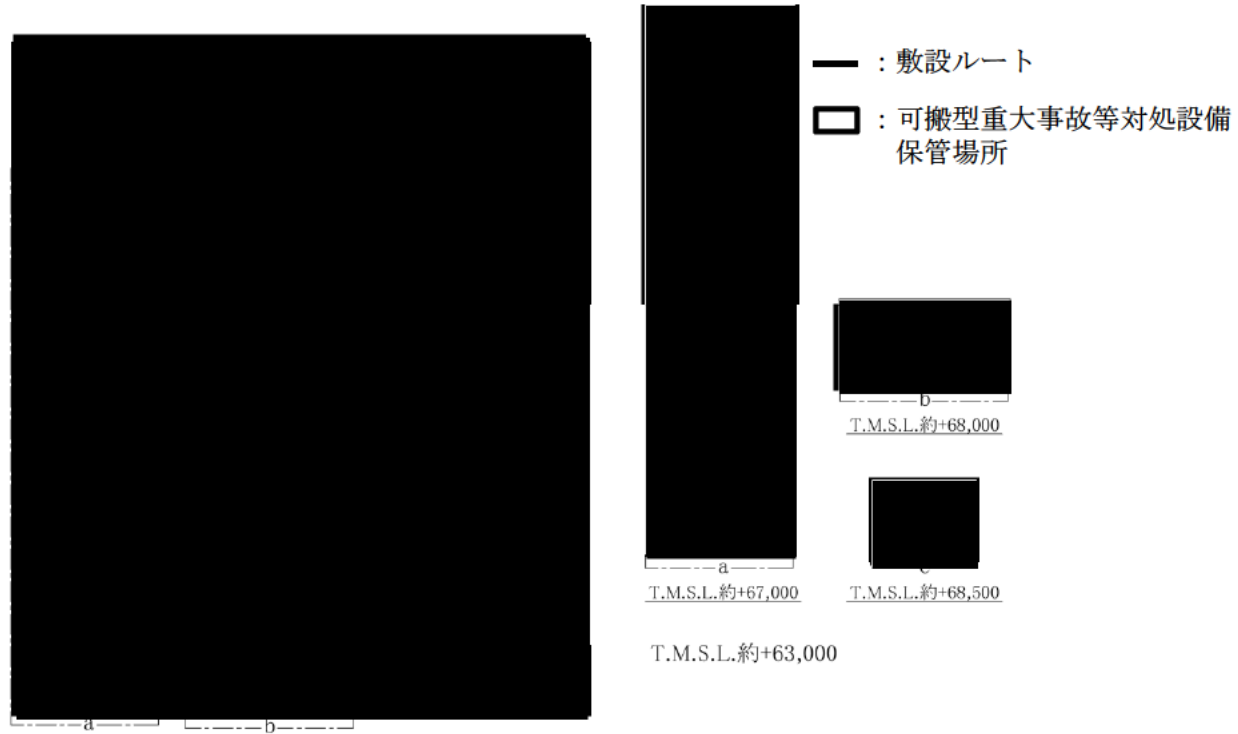 ：敷設ルート
：可搬型重大事故等対処設備
保管場所
b
T.M.S.L.約+68,000
a
T.M.S.L.約+67,000
c
T.M.S.L.約+68,500
T.M.S.L.約+63,000
a
b